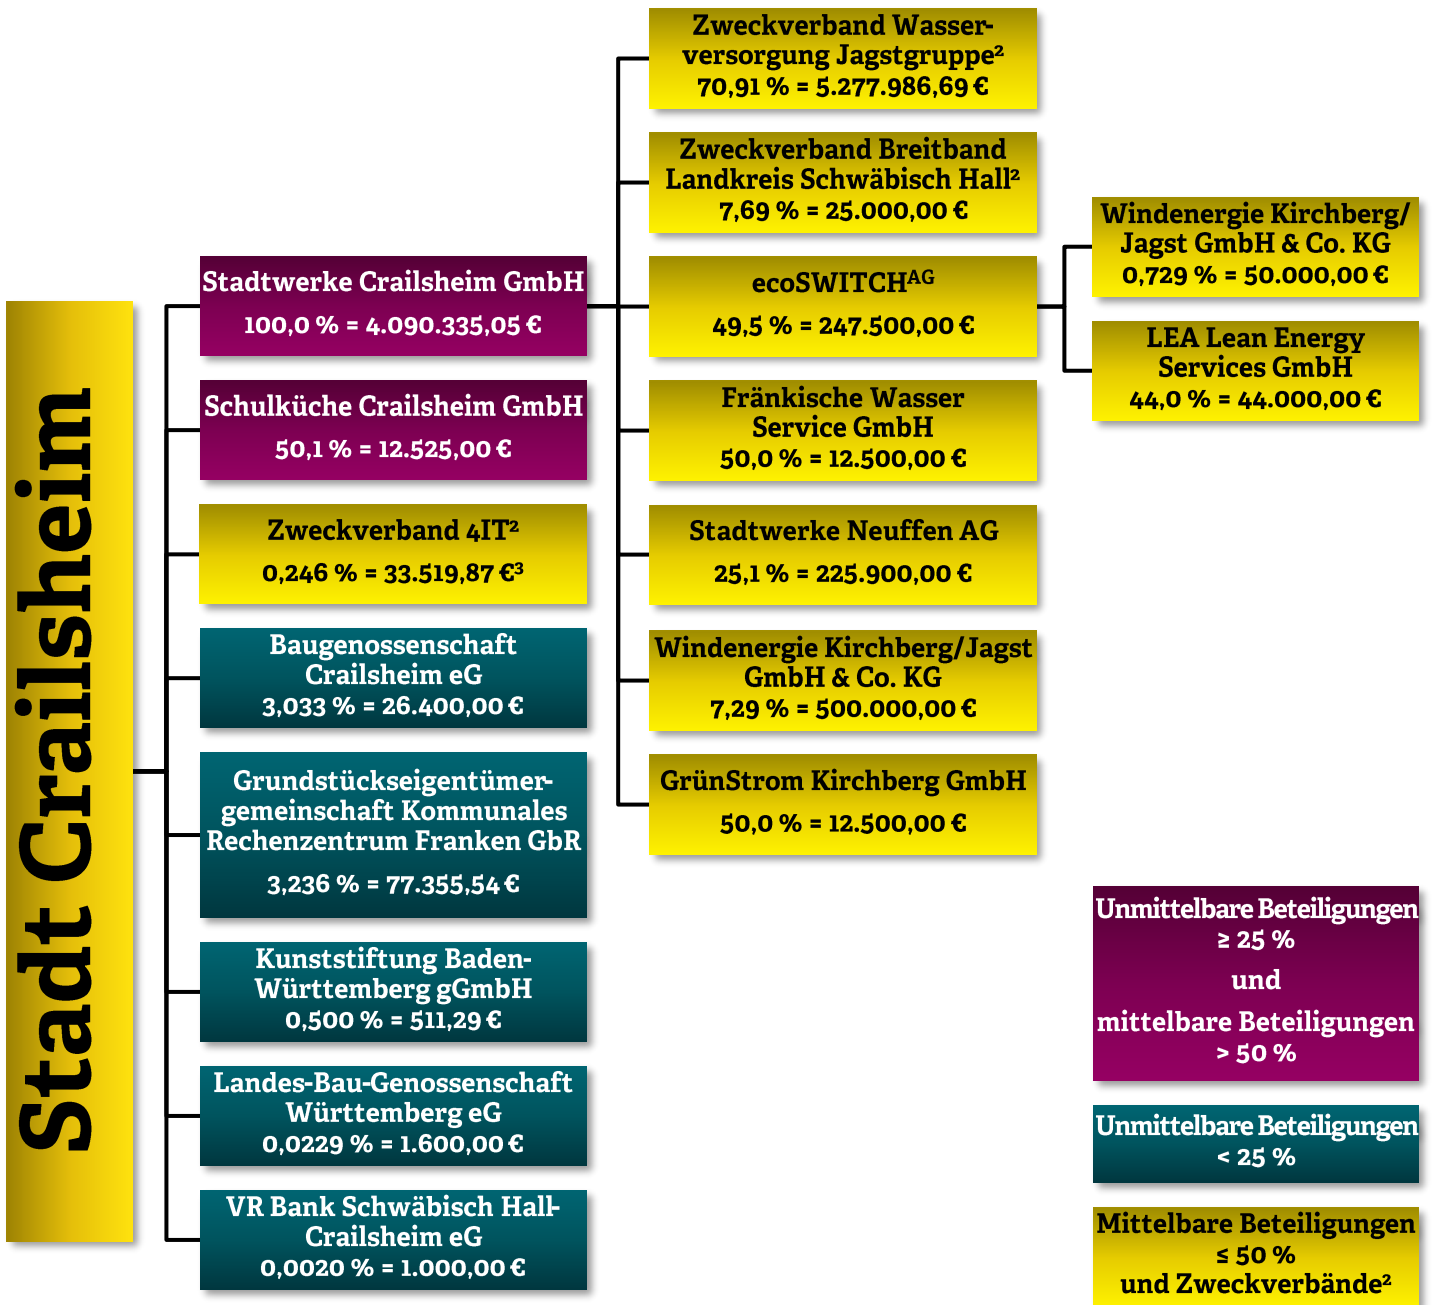 Stadt Crailsheim
Stadtwerke Crailsheim GmbH
100,0 % = 4.090.335,05 €
Schulküche Crailsheim GmbH
50,1 % = 12.525,00 €
Zweckverband 4IT²
0,246 % = 33.519,87 €³
Baugenossenschaft
Crailsheim eG
3,033 % = 26.400,00 €
Grundstückseigentümer-
gemeinschaft Kommunales
Rechenzentrum Franken GbR
3,236 % = 77.355,54 €
Kunststiftung Baden-
Württemberg gGmbH
0,500 % = 511,29 €
Landes-Bau-Genossenschaft
Württemberg eG
0,0229 % = 1.600,00 €
VR Bank Schwäbisch Hall-
Crailsheim eG
0,0020 % = 1.000,00 €
Zweckverband Wasser-
versorgung Jagstgruppe²
70,91 % = 5.277.986,69 €
Zweckverband Breitband
Landkreis Schwäbisch Hall²
7,69 % = 25.000,00 €
ecoSWITCHᴬᴳ
49,5 % = 247.500,00 €
Fränkische Wasser
Service GmbH
50,0 % = 12.500,00 €
Stadtwerke Neuffen AG
25,1 % = 225.900,00 €
Windenergie Kirchberg/Jagst
GmbH & Co. KG
7,29 % = 500.000,00 €
GrünStrom Kirchberg GmbH
50,0 % = 12.500,00 €
Windenergie Kirchberg/
Jagst GmbH & Co. KG
0,729 % = 50.000,00 €
LEA Lean Energy
Services GmbH
44,0 % = 44.000,00 €
Unmittelbare Beteiligungen
≥ 25 %
und
mittelbare Beteiligungen
> 50 %
Unmittelbare Beteiligungen
< 25 %
Mittelbare Beteiligungen
≤ 50 %
und Zweckverbände²